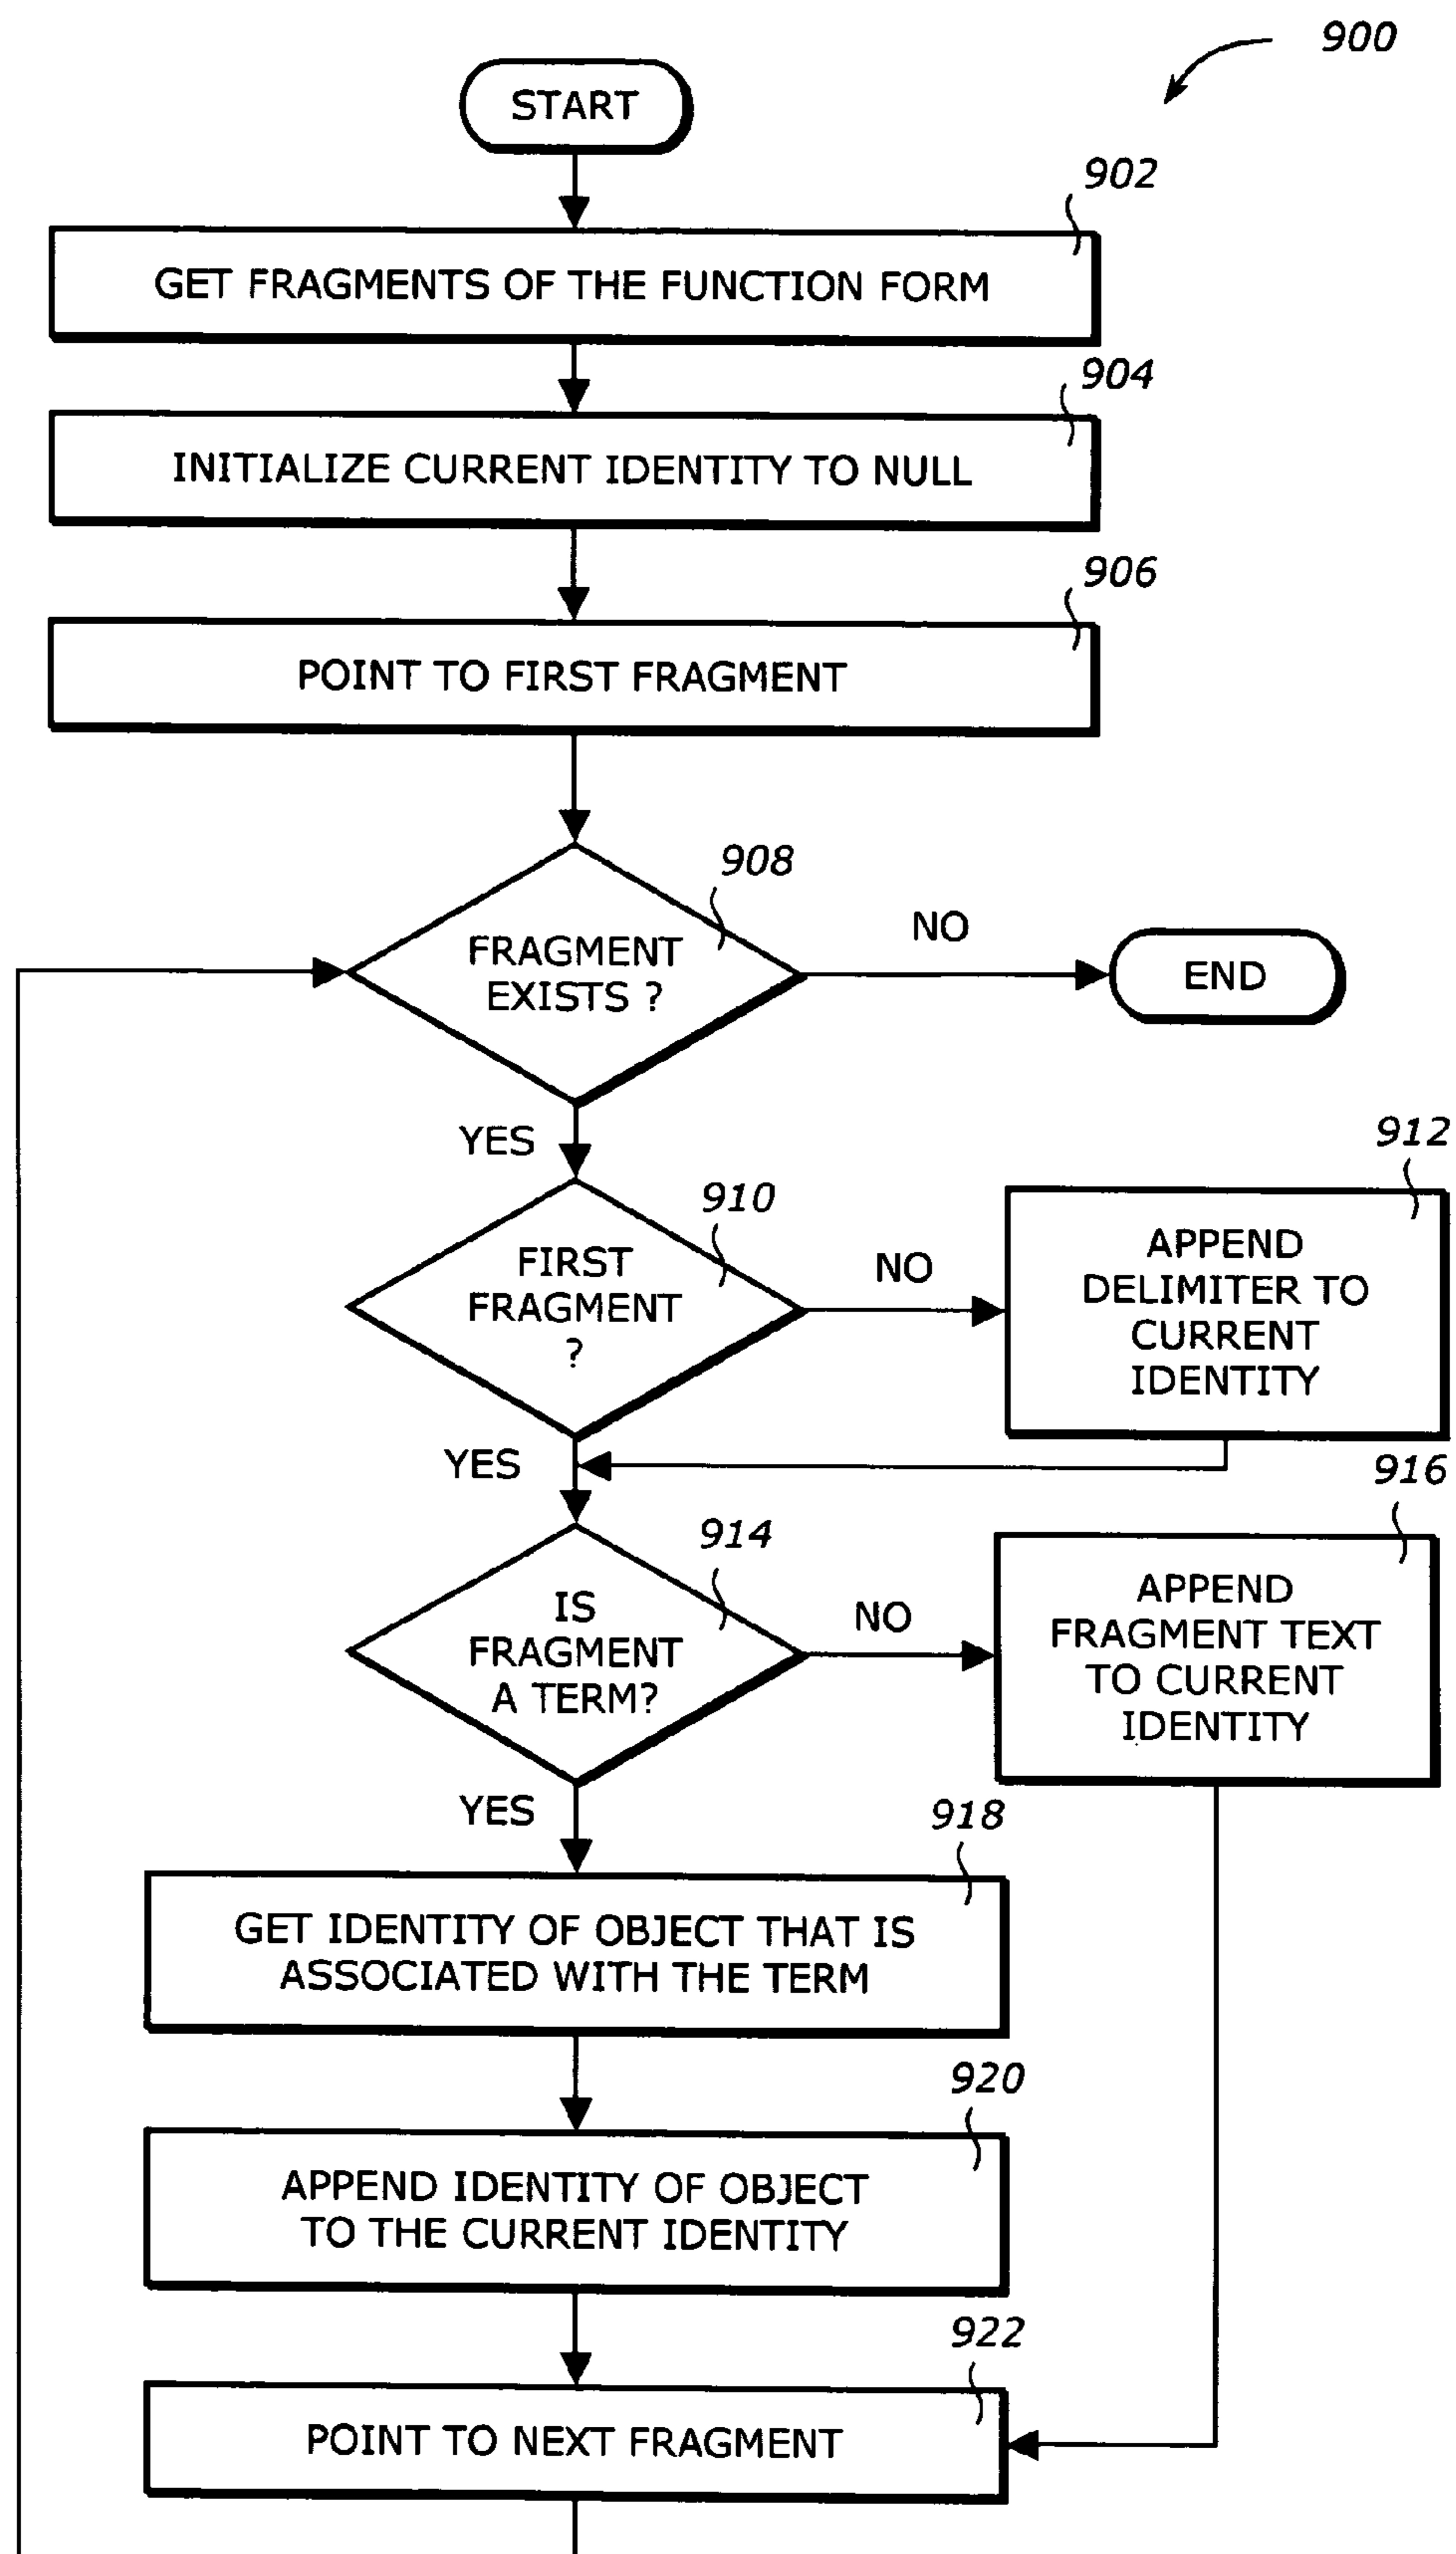 900
START
902
GET FRAGMENTS OF THE FUNCTION FORM
904
INITIALIZE CURRENT IDENTITY TO NULL
906
POINT TO FIRST FRAGMENT
908
FRAGMENT
EXISTS ?
NO
END
YES
910
FIRST
FRAGMENT
?
NO
912
APPEND
DELIMITER TO
CURRENT
IDENTITY
YES
914
IS
FRAGMENT
A TERM?
NO
916
APPEND
FRAGMENT TEXT
TO CURRENT
IDENTITY
YES
918
GET IDENTITY OF OBJECT THAT IS
ASSOCIATED WITH THE TERM
920
APPEND IDENTITY OF OBJECT
TO THE CURRENT IDENTITY
922
POINT TO NEXT FRAGMENT